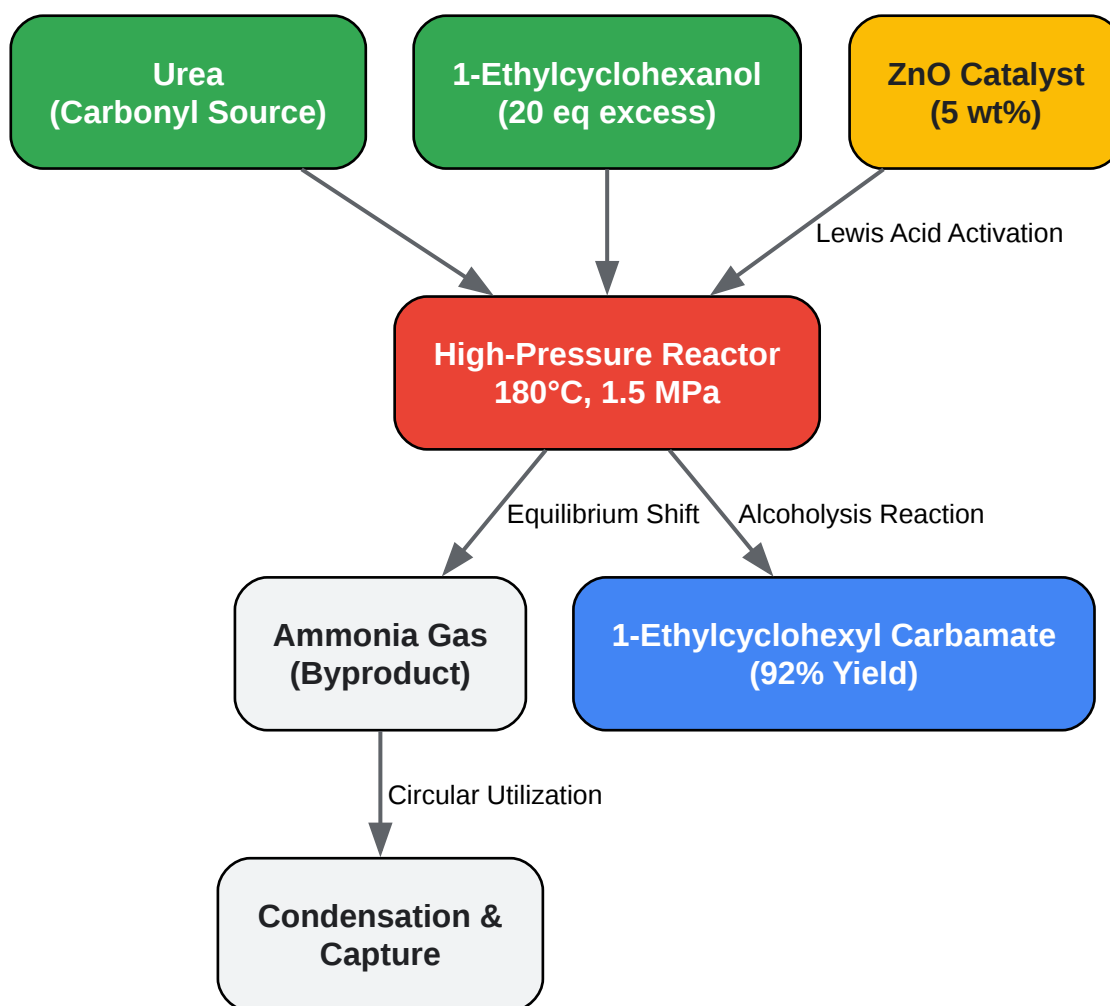 Urea
(Carbonyl Source)
1-Ethylcyclohexanol
(20 eq excess)
ZnO Catalyst
(5 wt%)
Lewis Acid Activation
High-Pressure Reactor
180°C, 1.5 MPa
Equilibrium Shift
Alcoholysis Reaction
Ammonia Gas
(Byproduct)
1-Ethylcyclohexyl Carbamate
(92% Yield)
Circular Utilization
Condensation &
Capture